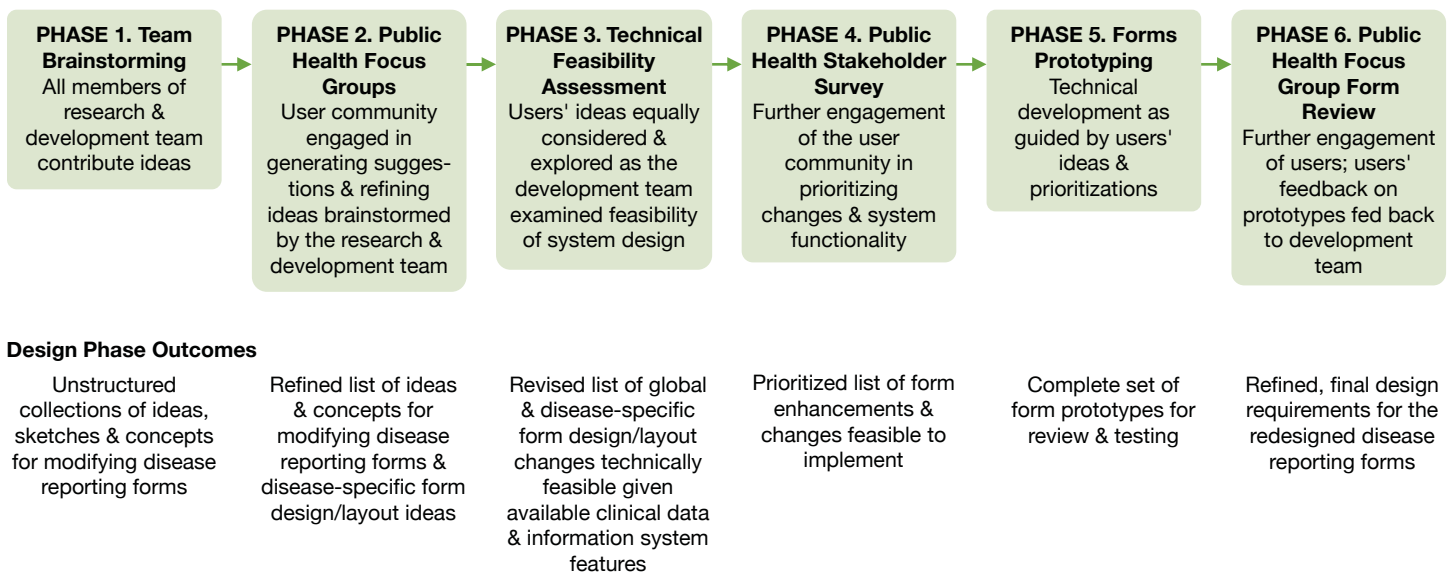 PHASE 1. Team
Brainstorming
All members of
research &
development team
contribute ideas
PHASE 2. Public
Health Focus
Groups
User community
engaged in
generating sugges-
tions & refining
ideas brainstormed
by the research &
development team
PHASE 3. Technical
Feasibility
Assessment
Users' ideas equally
considered &
explored as the
development team
examined feasibility
of system design
PHASE 4. Public
Health Stakeholder
Survey
Further engagement
of the user
community in
prioritizing
changes & system
functionality
PHASE 5. Forms
Prototyping
Technical
development as
guided by users'
ideas &
prioritizations
PHASE 6. Public
Health Focus
Group Form
Review
Further engagement
of users; users'
feedback on
prototypes fed back
to development
team
Design Phase Outcomes
Unstructured
collections of ideas,
sketches & concepts
for modifying disease
reporting forms
Refined list of ideas
& concepts for
modifying disease
reporting forms &
disease-specific form
design/layout ideas
Revised list of global
& disease-specific
form design/layout
changes technically
feasible given
available clinical data
& information system
features
Prioritized list of form
enhancements &
changes feasible to
implement
Complete set of
form prototypes for
review & testing
Refined, final design
requirements for the
redesigned disease
reporting forms